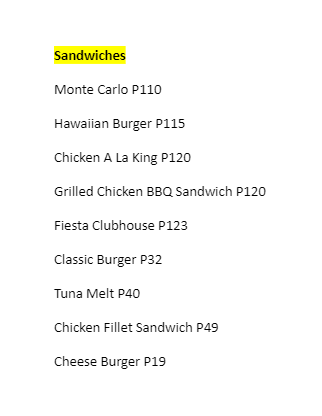 Sandwiches
Monte Carlo P110
Hawaiian Burger P115
Chicken A La King P120
Grilled Chicken BBQ Sandwich P120
Fiesta Clubhouse P123
Classic Burger P32
Tuna Melt P40
Chicken Fillet Sandwich P49
Cheese Burger P19